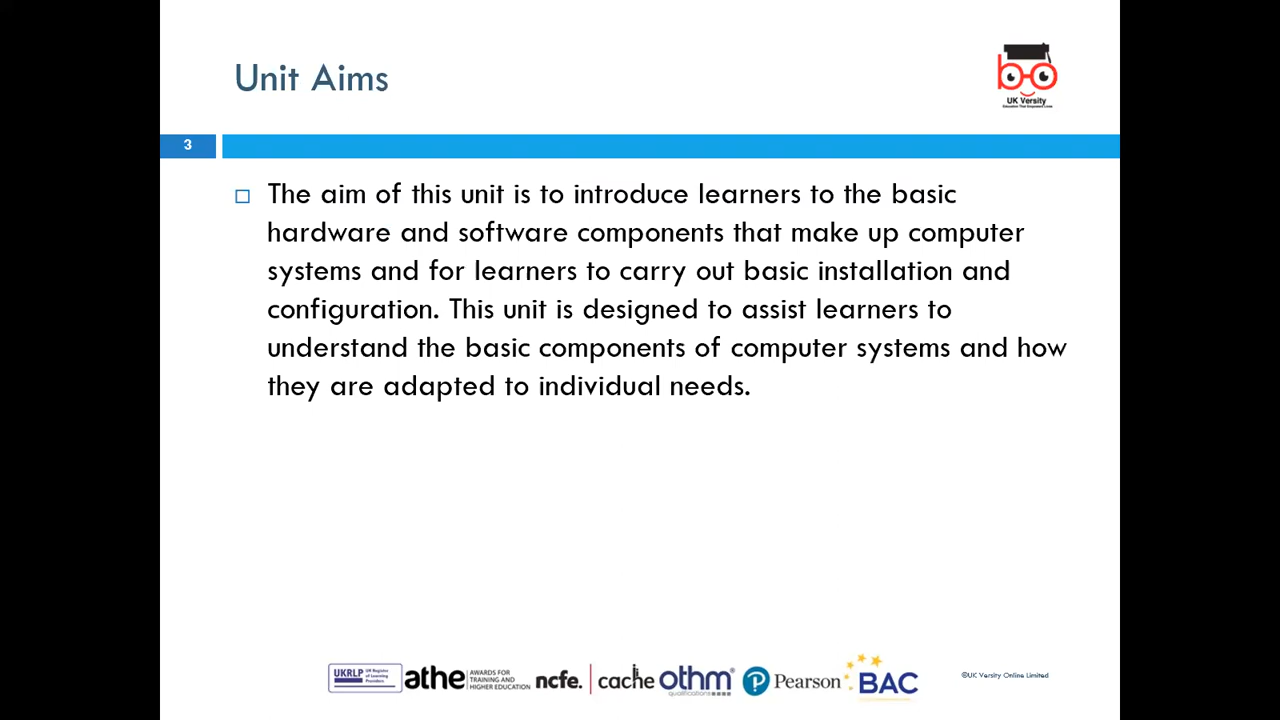 Unit Aims
UK Versity
3
The aim of this unit is to introduce learners to the basic
hardware and software components that make up computer
systems and for learners to carry out basic installation and
configuration. This unit is designed to assist learners to
understand the basic components of computer systems and how
they are adapted to individual needs.
UKRLP UK Register
of Learning
Providers
athe AWARDS FOR
TRAINING AND
HIGHER EDUCATION
ncfe. cache
othm
qualifications
Pearson
BAC
©UK Versity Online Limited